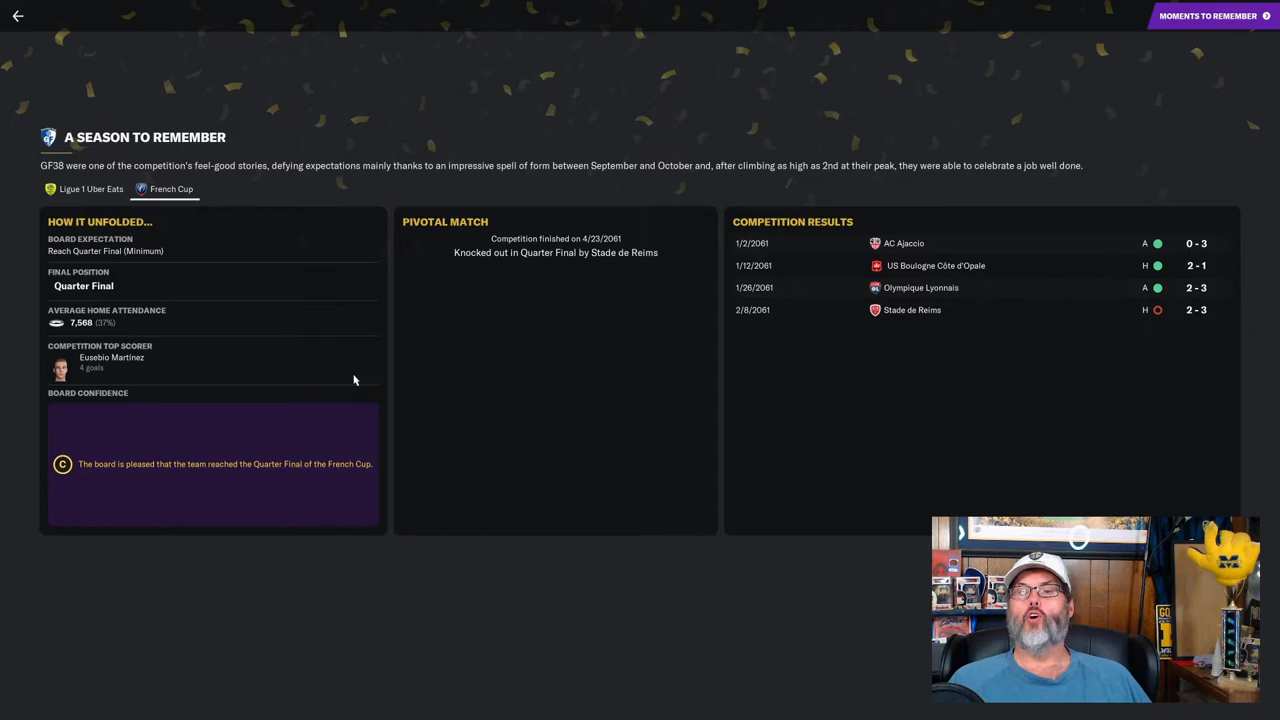 MOMENTS TO REMEMBER
A SEASON TO REMEMBER
GF38 were one of the competition's feel-good stories, defying expectations mainly thanks to an impressive spell of form between September and October and, after climbing as high as 2nd at their peak, they were able to celebrate a job well done.
Ligue 1 Uber Eats French Cup
HOW IT UNFOLDED...
BOARD EXPECTATION
Reach Quarter Final (Minimum)
FINAL POSITION
Quarter Final
AVERAGE HOME ATTENDANCE
7,568 (37%)
COMPETITION TOP SCORER
Eusebio Martínez
4 goals
BOARD CONFIDENCE
C The board is pleased that the team reached the Quarter Final of the French Cup.
PIVOTAL MATCH
Competition finished on 4/23/2061
Knocked out in Quarter Final by Stade de Reims
COMPETITION RESULTS
1/2/2061 AC Ajaccio A 0 - 3
1/12/2061 US Boulogne Côte d'Opale H 2 - 1
1/26/2061 Olympique Lyonnais A 2 - 3
2/8/2061 Stade de Reims H 2 - 3
M
GO